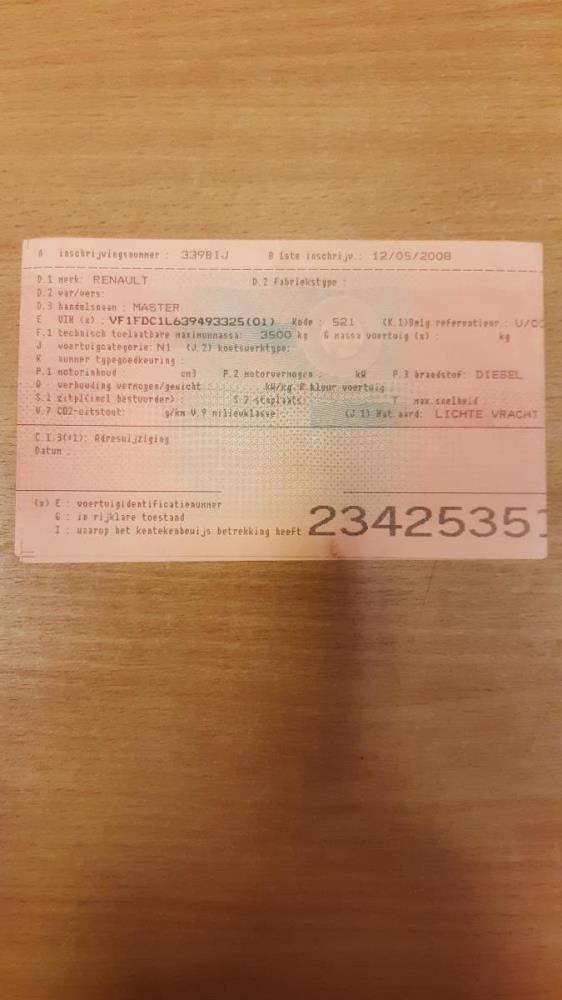 A inschrijvingsnummer : 339BIJ B 1ste inschrijv.: 12/05/2008
D.1 merk: RENAULT D.2 Fabriekstype :
D.2 var/vers:
D.3 handelsnaam : MASTER
E VIN (x) : VF1FDC1L639493325(01) Kode : 521 (K.1)Belg.referentienr.: U/0
F.1 technisch toelaatbare maximummassa: 3500 kg G massa voertuig (x) kg
J voertuigcategorie: N1 (J.2) koetswerktype:
K nummer typegoedkeuring :
P.1 motorinhoud cm3 P.2 motorvermogen : kW P.3 brandstof: DIESEL
Q verhouding vermogen/gewicht kW/kg R kleur voertuig
S.1 zitpl(incl bestuurder): S.2 staplaats: T max.snelheid :
V.7 CO2-uitstoot: g/km V.9 milieuklasse : (J.1) Nat.aard: LICHTE VRACHT
C.1.3(+1): Adreswijziging
Datum :
(x) E : voertuigidentificatienummer
G : in rijklare toestand
I : waarop het kentekenbewijs betrekking heeft 23425351